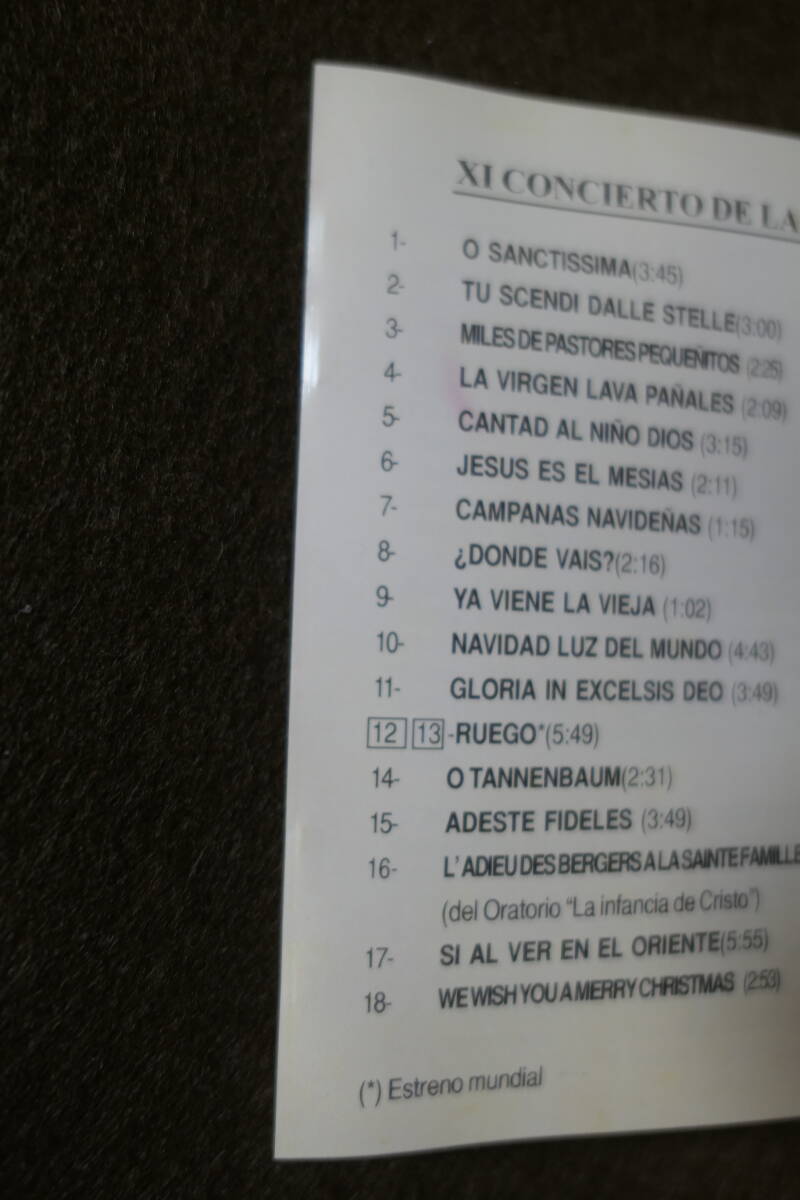 XI CONCIERTO DE LA
1- O SANCTISSIMA(3:45)
2- TU SCENDI DALLE STELLE(3:00)
3- MILES DE PASTORES PEQUEÑITOS (2:25)
4- LA VIRGEN LAVA PAÑALES (2:09)
5- CANTAD AL NIÑO DIOS (3:15)
6- JESUS ES EL MESIAS (2:11)
7- CAMPANAS NAVIDEÑAS (1:15)
8- ¿DONDE VAIS?(2:16)
9- YA VIENE LA VIEJA (1:02)
10- NAVIDAD LUZ DEL MUNDO (4:43)
11- GLORIA IN EXCELSIS DEO (3:49)
12 13 -RUEGO*(5:49)
14- O TANNENBAUM(2:31)
15- ADESTE FIDELES (3:49)
16- L'ADIEU DES BERGERS A LA SAINTE FAMILLE
(del Oratorio "La infancia de Cristo")
17- SI AL VER EN EL ORIENTE(5:55)
18- WE WISH YOU A MERRY CHRISTMAS (2:53)
(*) Estreno mundial